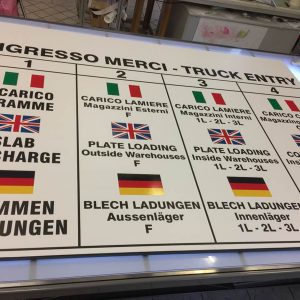 NGRESSO MERCI - TRUCK ENTRY
1
CARICO
RAMME
SLAB
CHARGE
MMEN
UNGEN
2
CARICO LAMIERE
Magazzini Esterni
F
PLATE LOADING
Outside Warehouses
F
BLECH LADUNGEN
Aussenläger
F
3
CARICO LAMIERE
Magazzini Interni
1L - 2L - 3L
PLATE LOADING
Inside Warehouses
1L - 2L - 3L
BLECH LADUNGEN
Innenläger
1L - 2L - 3L
4